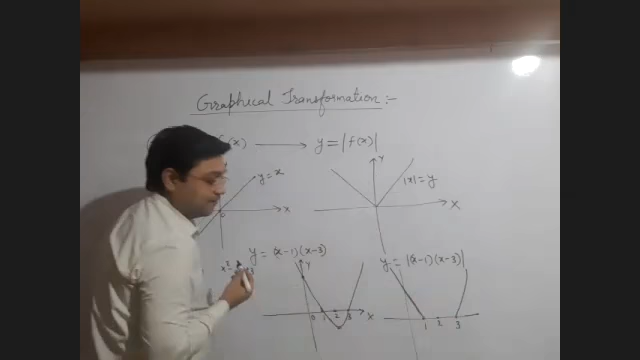 Graphical Transformation :-
f(x) ⟶ y = |f(x)|
y = x
0
X
Y
|x| = y
X
y = (x-1)(x-3)
Y
0 1 2 3
X
y = |(x-1)(x-3)|
1 2 3